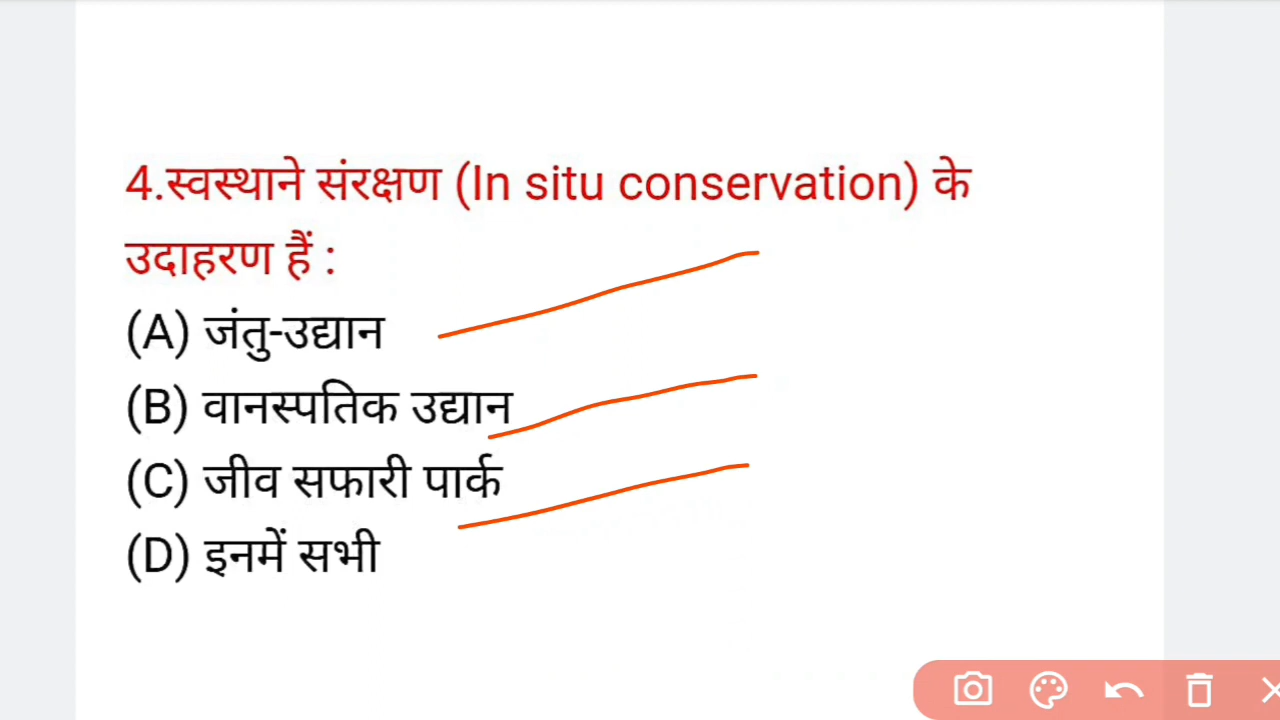 4.स्वस्थाने संरक्षण (In situ conservation) के
उदाहरण हैं :
(A) जंतु-उद्यान
(B) वानस्पतिक उद्यान
(C) जीव सफारी पार्क
(D) इनमें सभी